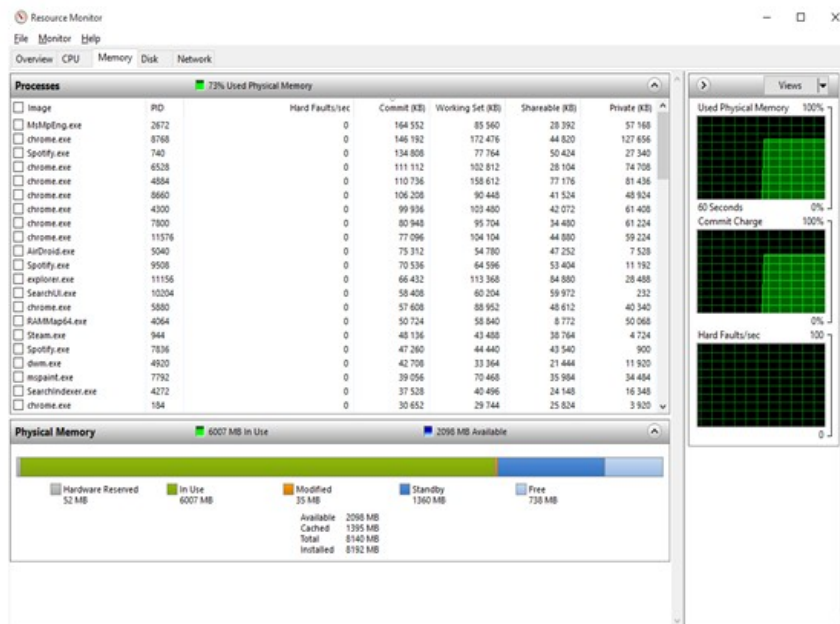 Resource Monitor
File Monitor Help
Overview CPU Memory Disk Network
Processes 73% Used Physical Memory
Image PID Hard Faults/sec Commit (KB) Working Set (KB) Shareable (KB) Private (KB)
MsMpEng.exe 2672 0 164 552 85 560 28 392 57 168
chrome.exe 8768 0 146 192 172 476 44 820 127 656
Spotify.exe 740 0 134 808 77 764 50 424 27 340
chrome.exe 6528 0 111 112 102 812 28 104 74 708
chrome.exe 4884 0 110 736 158 612 77 176 81 436
chrome.exe 8660 0 106 208 90 448 41 524 48 924
chrome.exe 4300 0 99 936 103 480 42 072 61 408
chrome.exe 7800 0 80 948 95 704 34 480 61 224
chrome.exe 11576 0 77 096 104 104 44 880 59 224
AirDroid.exe 5040 0 75 312 54 780 47 252 7 528
Spotify.exe 9508 0 70 536 64 596 53 404 11 192
explorer.exe 11156 0 66 432 113 368 84 880 28 488
SearchUI.exe 10204 0 58 408 60 204 59 972 232
chrome.exe 5880 0 57 608 88 952 48 612 40 340
RAMMap64.exe 4064 0 50 724 58 840 8 772 50 068
Steam.exe 944 0 48 136 43 488 38 764 4 724
Spotify.exe 7836 0 47 260 44 440 43 540 900
dwm.exe 4920 0 42 708 33 364 21 444 11 920
mspaint.exe 7792 0 39 056 70 468 35 984 34 484
SearchIndexer.exe 4272 0 37 528 40 496 24 148 16 348
chrome.exe 184 0 30 652 29 744 25 824 3 920
Physical Memory 6007 MB In Use 2098 MB Available
Hardware Reserved In Use Modified Standby Free
52 MB 6007 MB 35 MB 1360 MB 738 MB
Available 2098 MB
Cached 1395 MB
Total 8140 MB
Installed 8192 MB
Views
Used Physical Memory 100%
60 Seconds 0%
Commit Charge 100%
0%
Hard Faults/sec 100
0